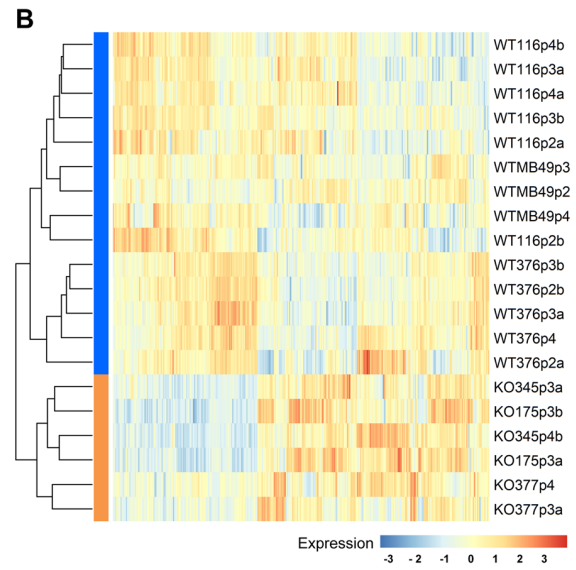 B
WT116p4b
WT116p3a
WT116p4a
WT116p3b
WT116p2a
WTMB49p3
WTMB49p2
WTMB49p4
WT116p2b
WT376p3b
WT376p2b
WT376p3a
WT376p4
WT376p2a
KO345p3a
KO175p3b
KO345p4b
KO175p3a
KO377p4
KO377p3a
Expression
-3 -2 -1 0 1 2 3